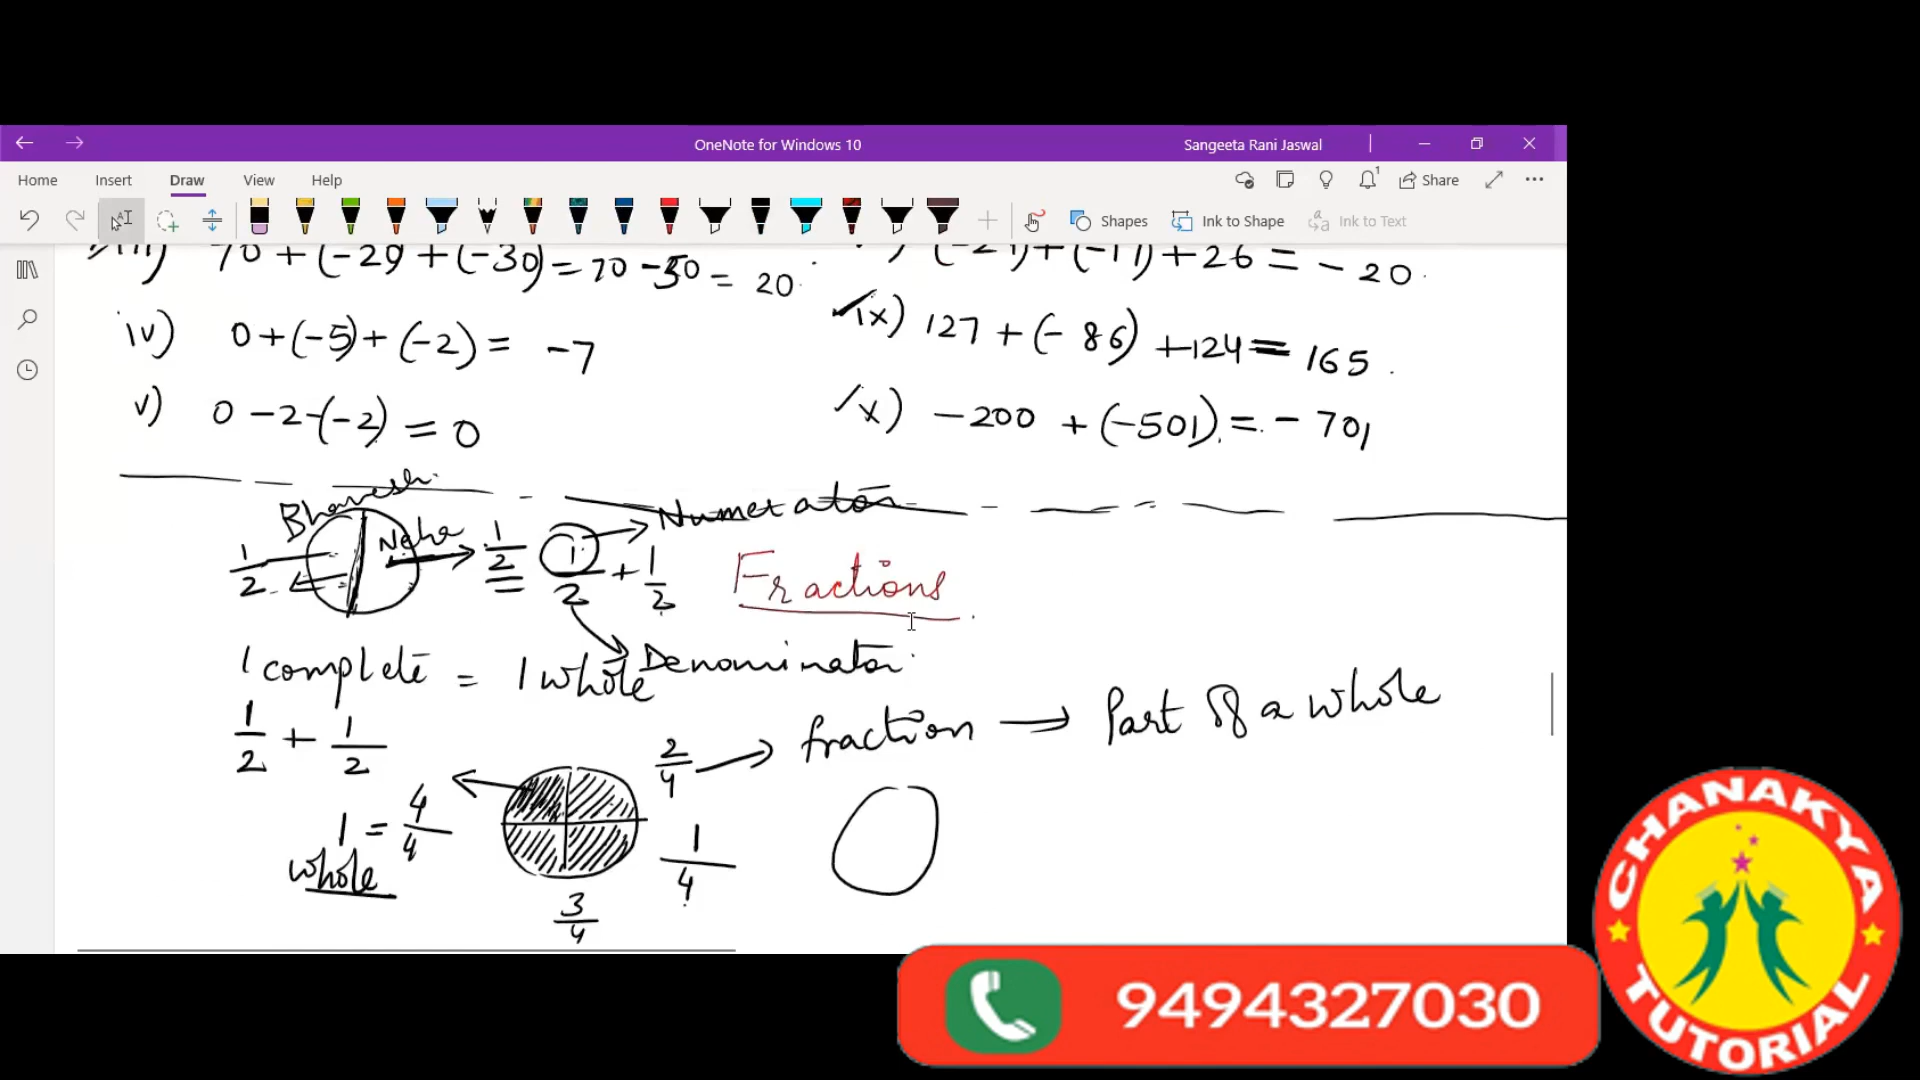 OneNote for Windows 10
Sangeeta Rani Jaswal
Home Insert Draw View Help
Share
Shapes Ink to Shape Ink to Text
70 + (-20 + (-30) = 70 - 50 = 20.
+ 26 = - 20.
iv) 0 + (-5) + (-2) = -7
ix) 127 + (- 86) + 124 = 165.
v) 0 - 2 - (-2) = 0
x) - 200 + (-501) = - 701
Bhavesh
Neha
Numerator
1/2
1/2 = 1/2 + 1/2
Fractions
1 complete = 1 whole
Denominator
1/2 + 1/2
2/4 → fraction → Part of a whole
1 = 4/4
whole
1/4
3/4
9494327030
CHANAKYA
TUTORIAL